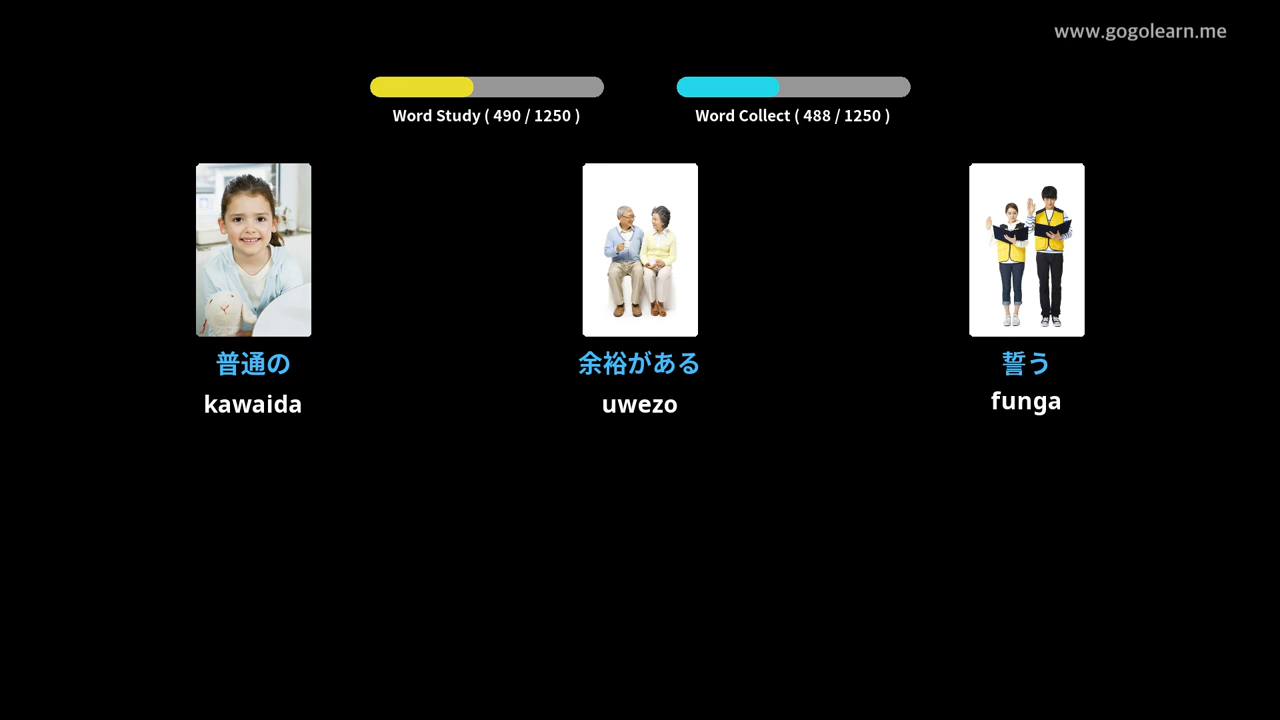 www.gogolearn.me
Word Study ( 490 / 1250 )
Word Collect ( 488 / 1250 )
普通の
kawaida
余裕がある
uwezo
誓う
funga